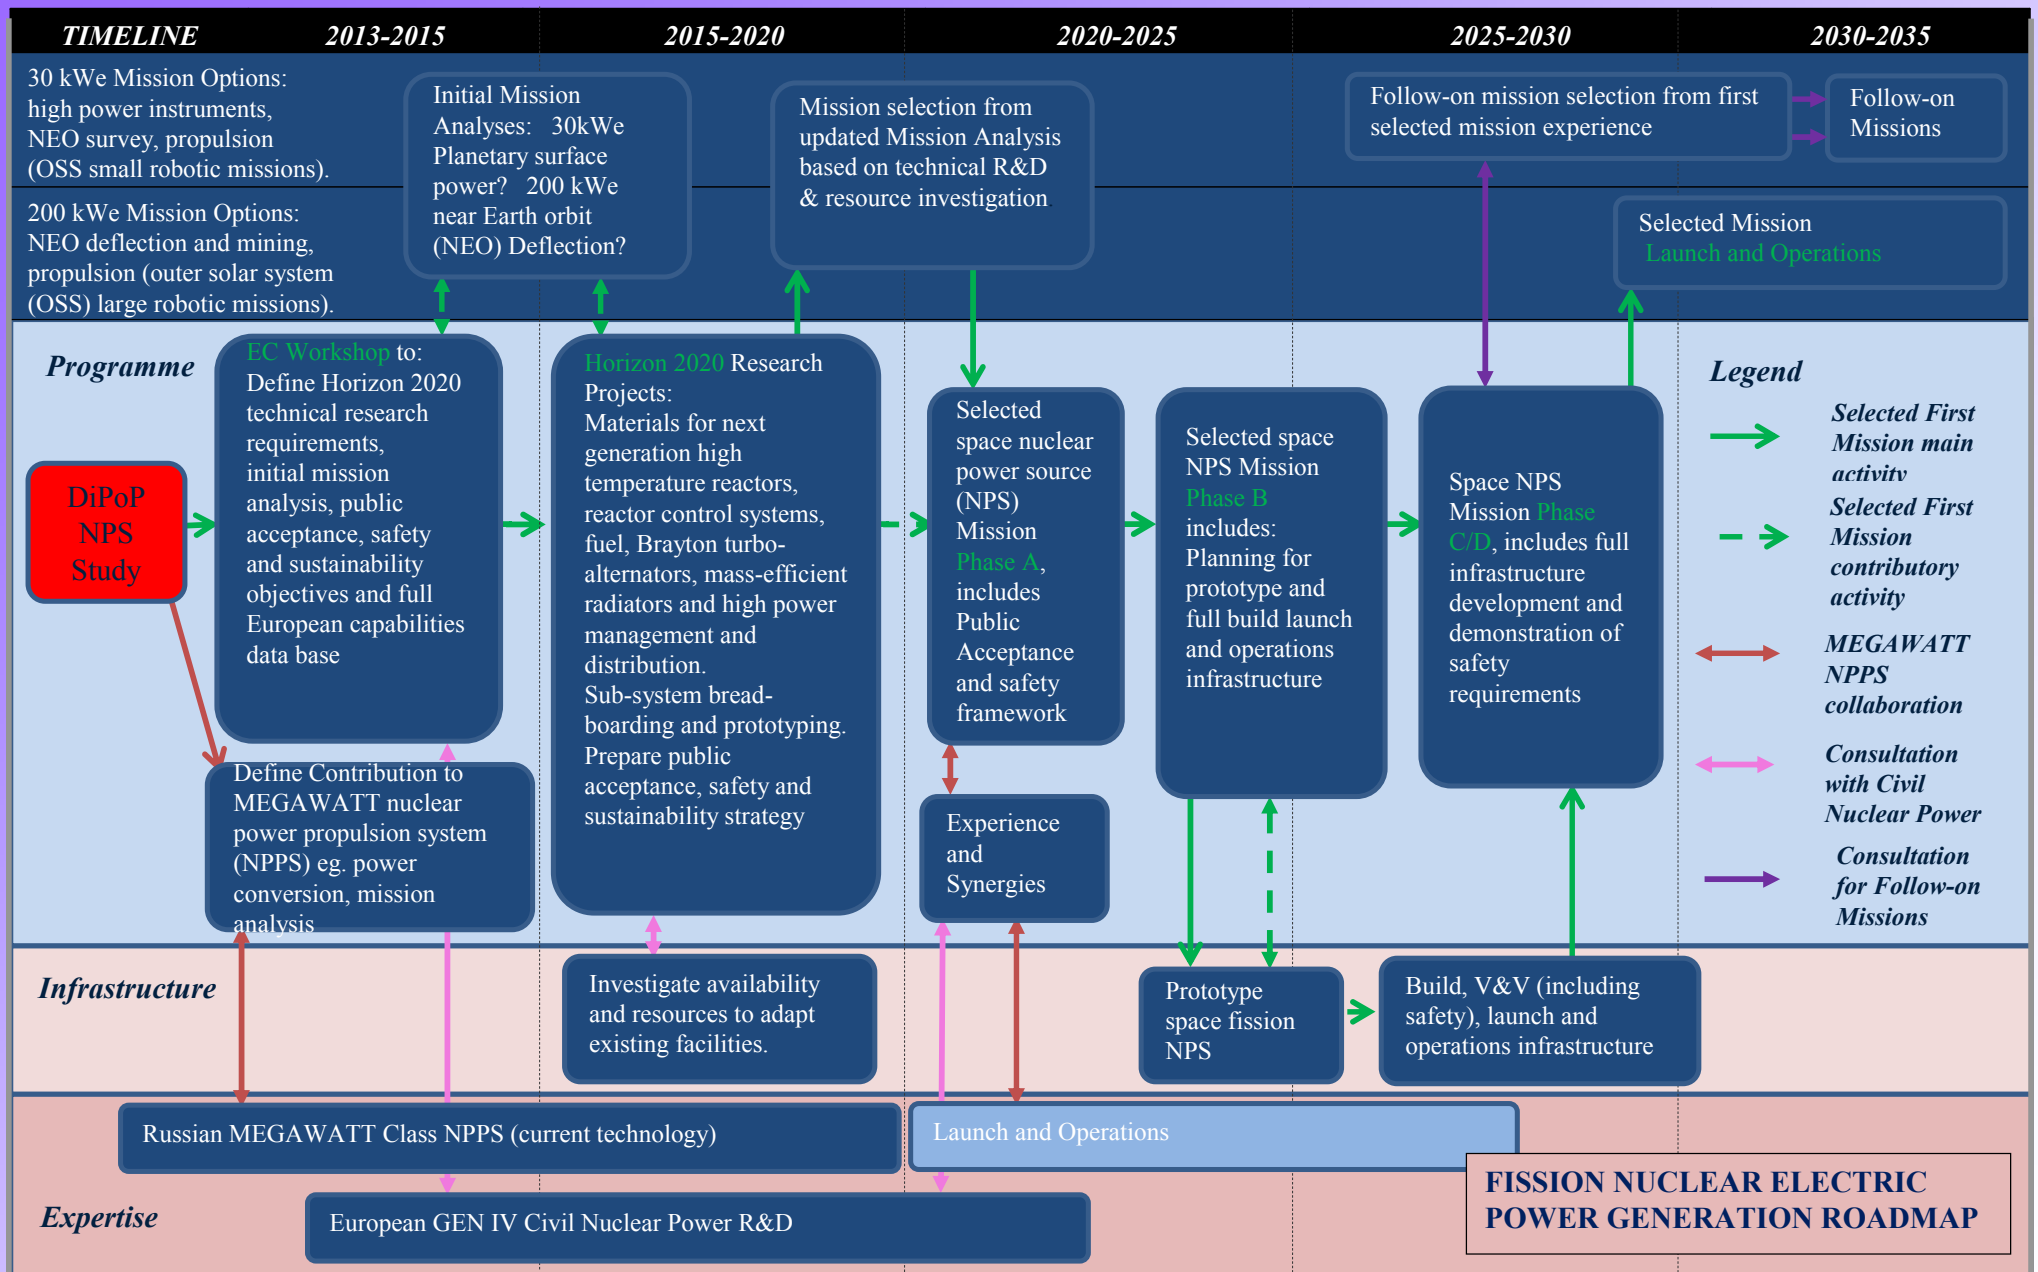 TIMELINE 2013-2015 2015-2020 2020-2025 2025-2030 2030-2035
30 kWe Mission Options:
high power instruments,
NEO survey, propulsion
(OSS small robotic missions).
200 kWe Mission Options:
NEO deflection and mining,
propulsion (outer solar system
(OSS) large robotic missions).
Initial Mission
Analyses: 30kWe
Planetary surface
power? 200 kWe
near Earth orbit
(NEO) Deflection?
Mission selection from
updated Mission Analysis
based on technical R&D
& resource investigation.
Follow-on mission selection from first
selected mission experience
Follow-on
Missions
Selected Mission
Launch and Operations
Programme
DiPoP
NPS
Study
EC Workshop to:
Define Horizon 2020
technical research
requirements,
initial mission
analysis, public
acceptance, safety
and sustainability
objectives and full
European capabilities
data base
Define Contribution to
MEGAWATT nuclear
power propulsion system
(NPPS) eg. power
conversion, mission
analysis
Horizon 2020 Research
Projects:
Materials for next
generation high
temperature reactors,
reactor control systems,
fuel, Brayton turbo-
alternators, mass-efficient
radiators and high power
management and
distribution.
Sub-system bread-
boarding and prototyping.
Prepare public
acceptance, safety and
sustainability strategy
Selected
space nuclear
power source
(NPS)
Mission
Phase A,
includes
Public
Acceptance
and safety
framework
Experience
and
Synergies
Selected space
NPS Mission
Phase B
includes:
Planning for
prototype and
full build launch
and operations
infrastructure
Space NPS
Mission Phase
C/D, includes full
infrastructure
development and
demonstration of
safety
requirements
Legend
Selected First
Mission main
activity
Selected First
Mission
contributory
activity
MEGAWATT
NPPS
collaboration
Consultation
with Civil
Nuclear Power
Consultation
for Follow-on
Missions
Infrastructure
Investigate availability
and resources to adapt
existing facilities.
Prototype
space fission
NPS
Build, V&V (including
safety), launch and
operations infrastructure
Expertise
Russian MEGAWATT Class NPPS (current technology)
Launch and Operations
European GEN IV Civil Nuclear Power R&D
FISSION NUCLEAR ELECTRIC
POWER GENERATION ROADMAP